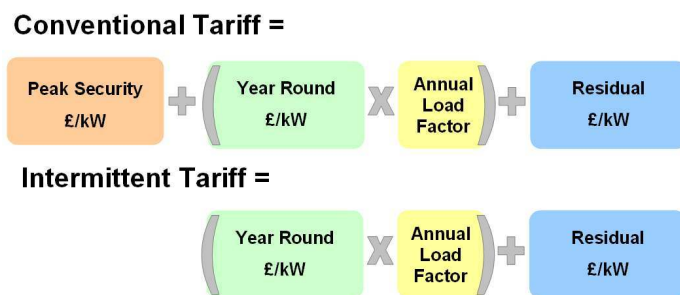 Conventional Tariff =
Peak Security
£/kW
+
(
Year Round
£/kW
X
Annual
Load
Factor
)
+
Residual
£/kW
Intermittent Tariff =
(
Year Round
£/kW
X
Annual
Load
Factor
)
+
Residual
£/kW